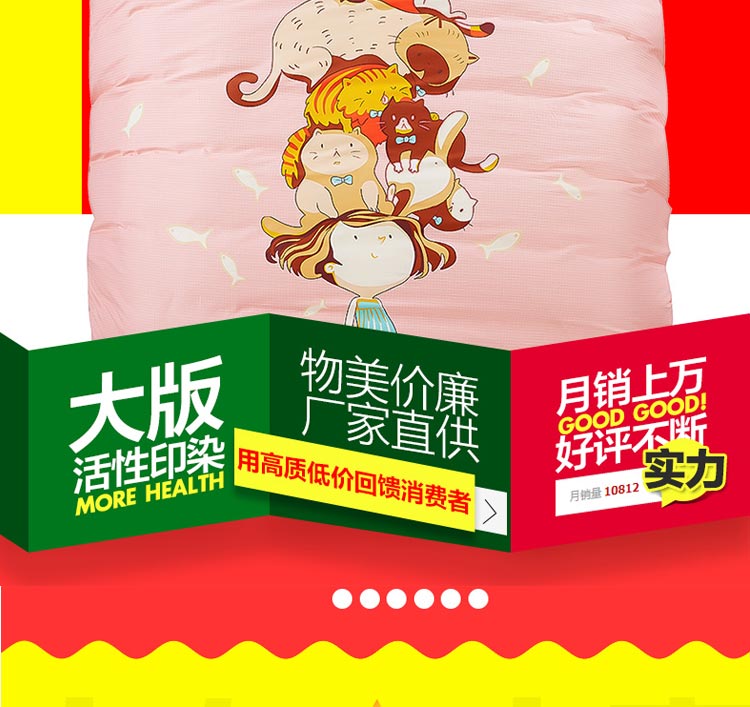 大版
活性印染
MORE HEALTH
物美价廉
厂家直供
用高质低价回馈消费者
月销上万
GOOD GOOD!
好评不断
实力
月销量 10812